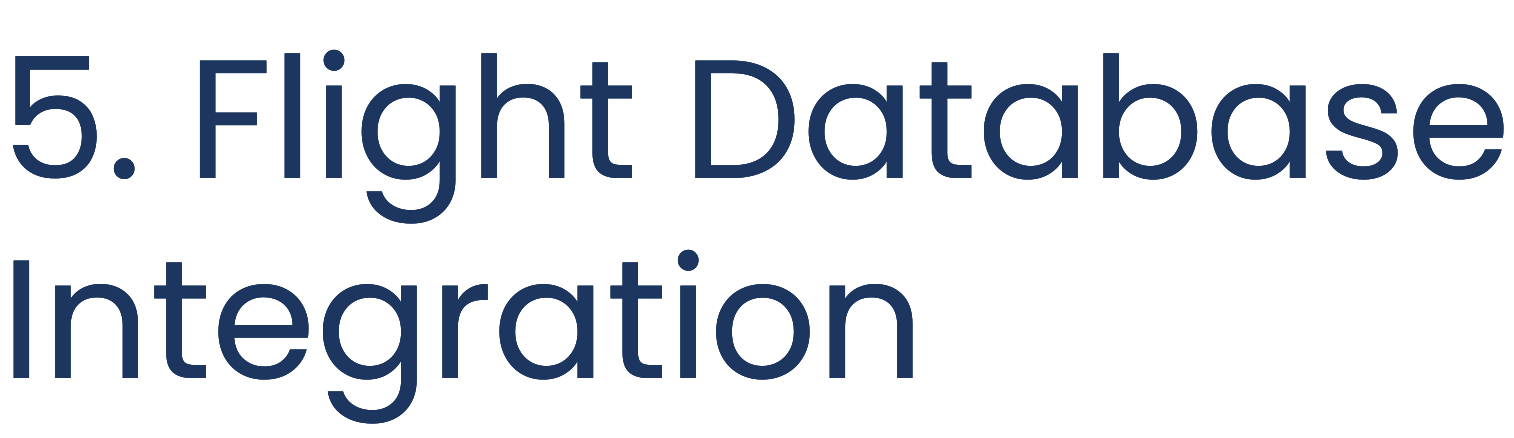 5. Flight Database
Integration